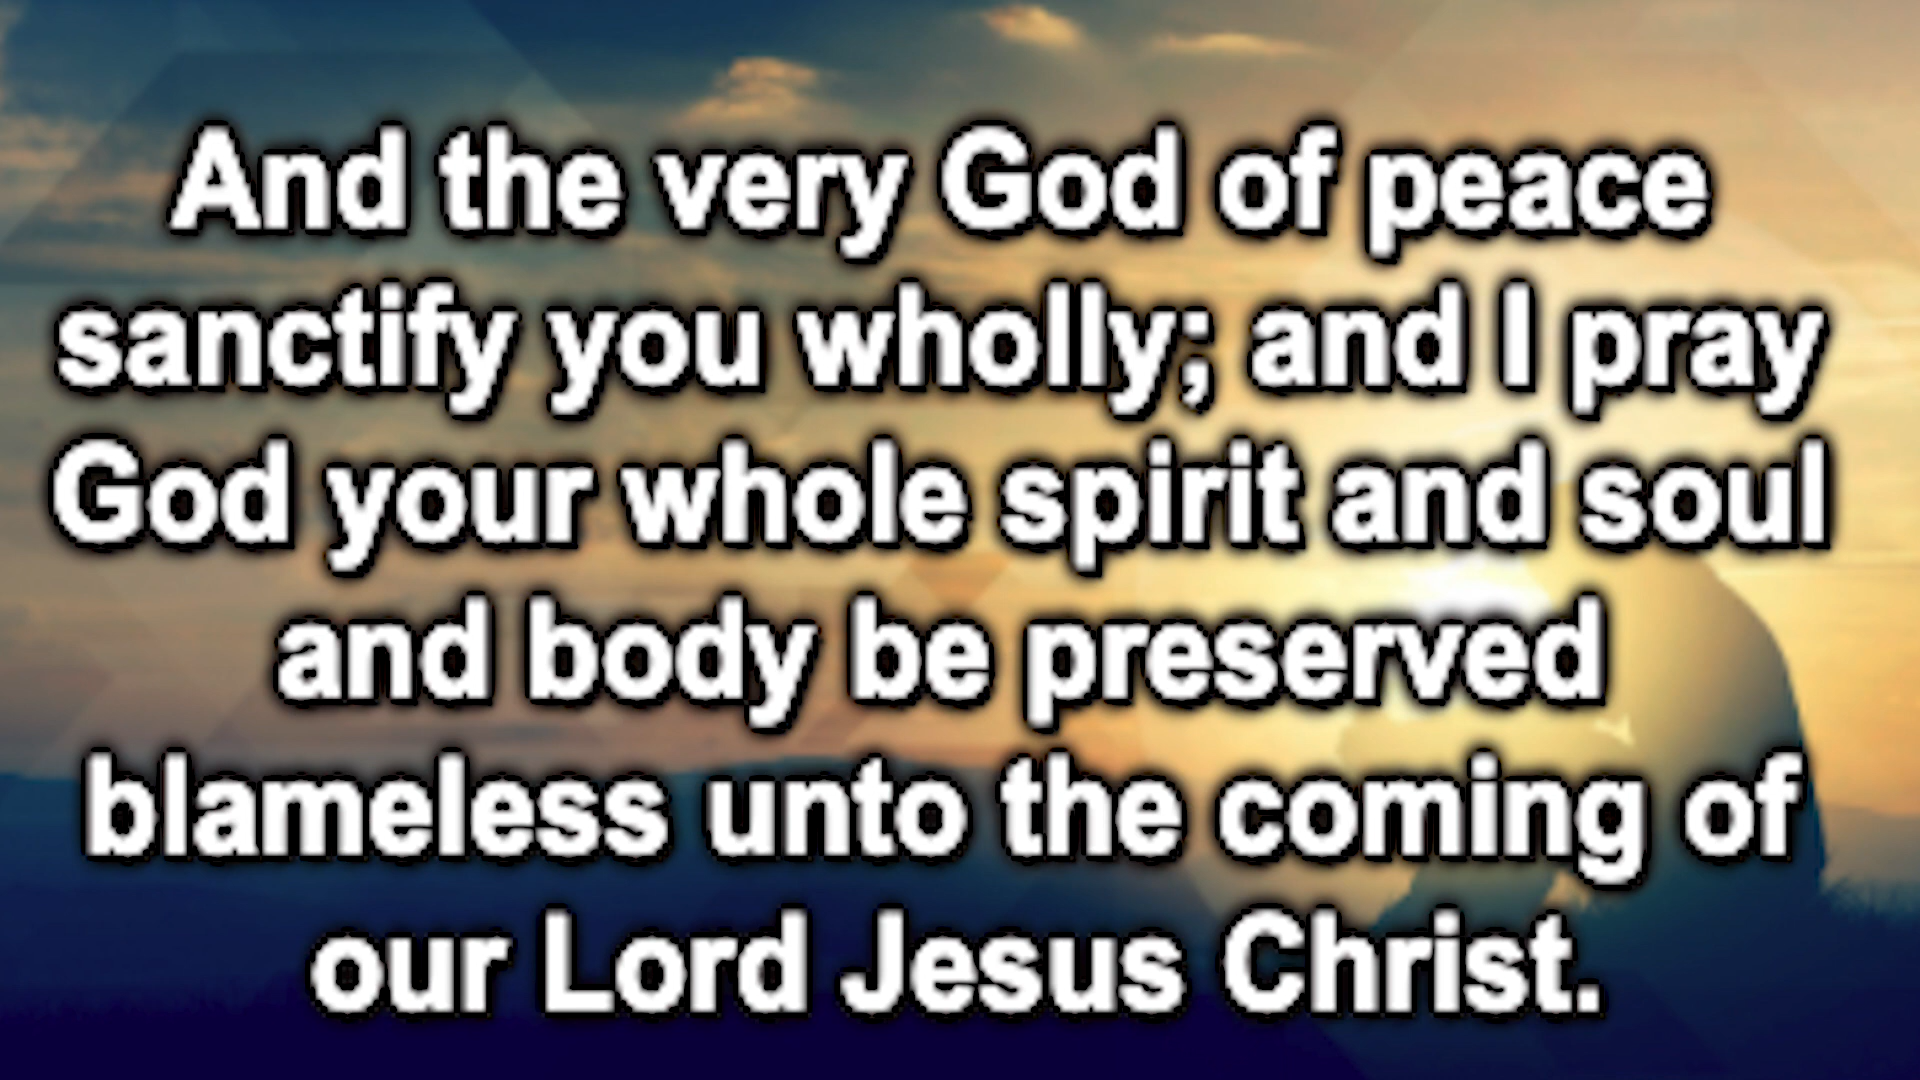 And the very God of peace
sanctify you wholly; and I pray
God your whole spirit and soul
and body be preserved
blameless unto the coming of
our Lord Jesus Christ.